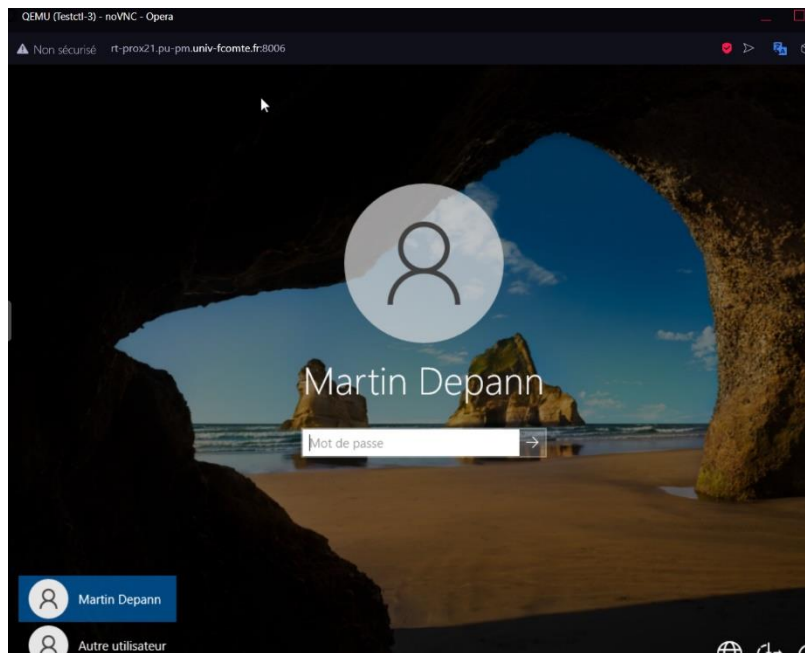 QEMU (Testctl-3) - noVNC - Opera
Non sécurisé rt-prox21.pu-pm.univ-fcomte.fr:8006
Martin Depann
Mot de passe
Martin Depann
Autre utilisateur